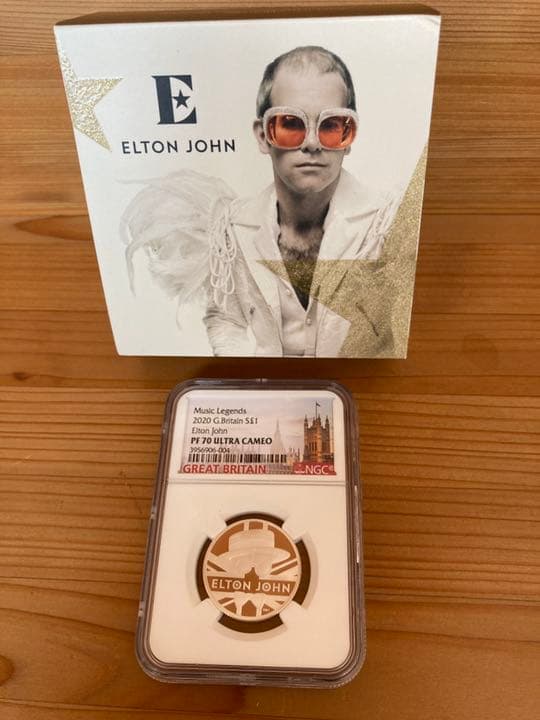 E
ELTON JOHN
Music Legends
2020 G.Britain S£1
Elton John
PF 70 ULTRA CAMEO
3956906-004
GREAT BRITAIN
NGC
ELTON JOHN